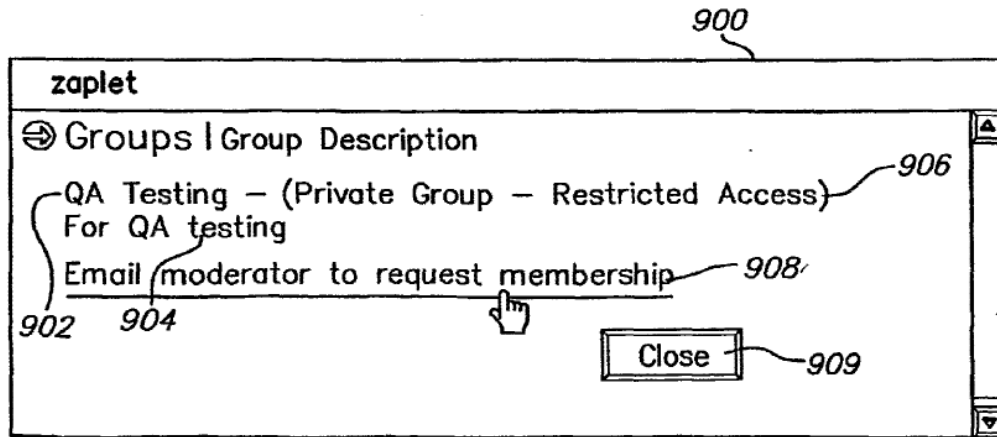 900
zaplet
Groups | Group Description
906
QA Testing – (Private Group – Restricted Access)
For QA testing
Email moderator to request membership
908
902
904
Close
909